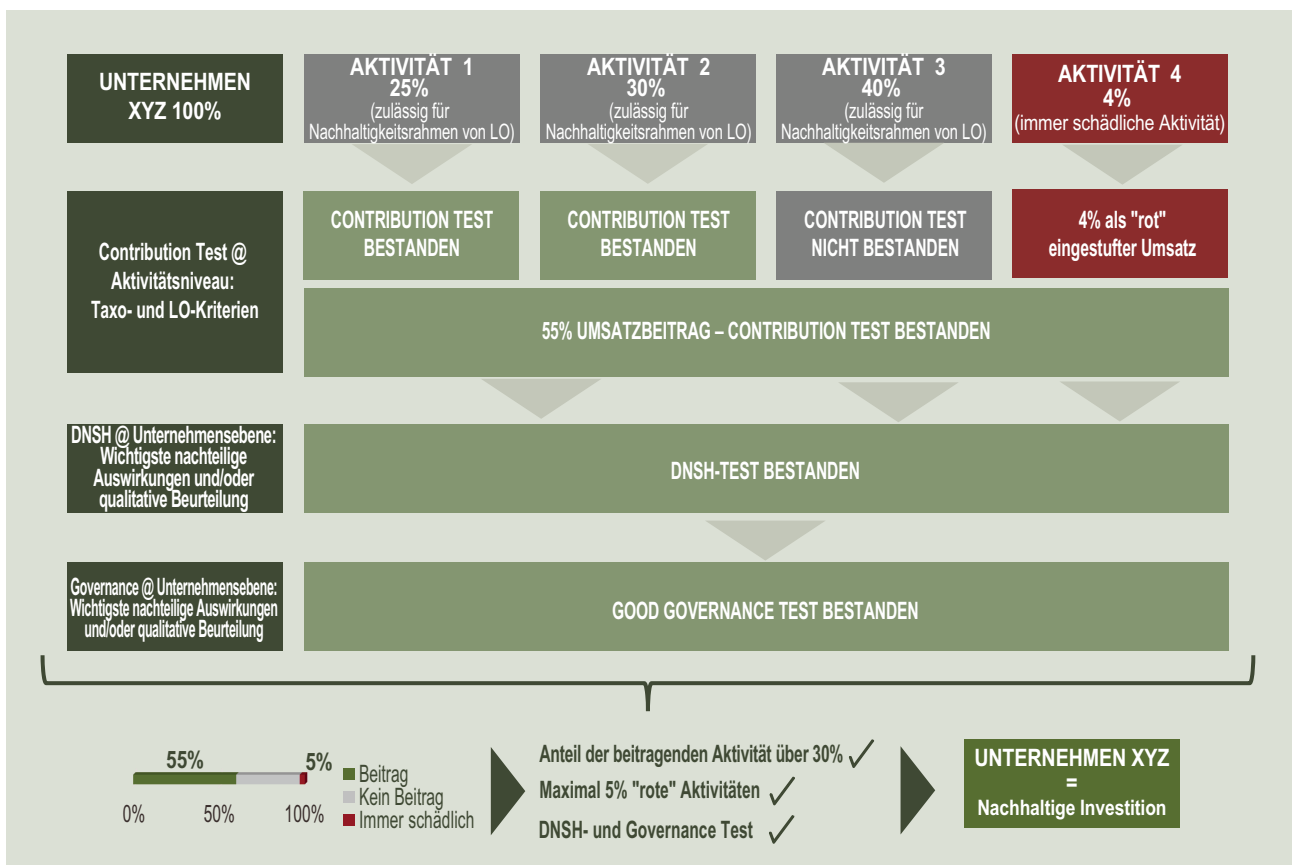 UNTERNEHMEN
XYZ 100%
AKTIVITÄT 1
25%
(zulässig für
Nachhaltigkeitsrahmen von LO)
AKTIVITÄT 2
30%
(zulässig für
Nachhaltigkeitsrahmen von LO)
AKTIVITÄT 3
40%
(zulässig für
Nachhaltigkeitsrahmen von LO)
AKTIVITÄT 4
4%
(immer schädliche Aktivität)
Contribution Test @
Aktivitätsniveau:
Taxo- und LO-Kriterien
CONTRIBUTION TEST
BESTANDEN
CONTRIBUTION TEST
BESTANDEN
CONTRIBUTION TEST
NICHT BESTANDEN
4% als "rot"
eingestufter Umsatz
55% UMSATZBEITRAG – CONTRIBUTION TEST BESTANDEN
DNSH @ Unternehmensebene:
Wichtigste nachteilige
Auswirkungen und/oder
qualitative Beurteilung
DNSH-TEST BESTANDEN
Governance @ Unternehmensebene:
Wichtigste nachteilige Auswirkungen
und/oder qualitative Beurteilung
GOOD GOVERNANCE TEST BESTANDEN
55%
5%
0%
50%
100%
Beitrag
Kein Beitrag
Immer schädlich
Anteil der beitragenden Aktivität über 30%
Maximal 5% "rote" Aktivitäten
DNSH- und Governance Test
UNTERNEHMEN XYZ
=
Nachhaltige Investition